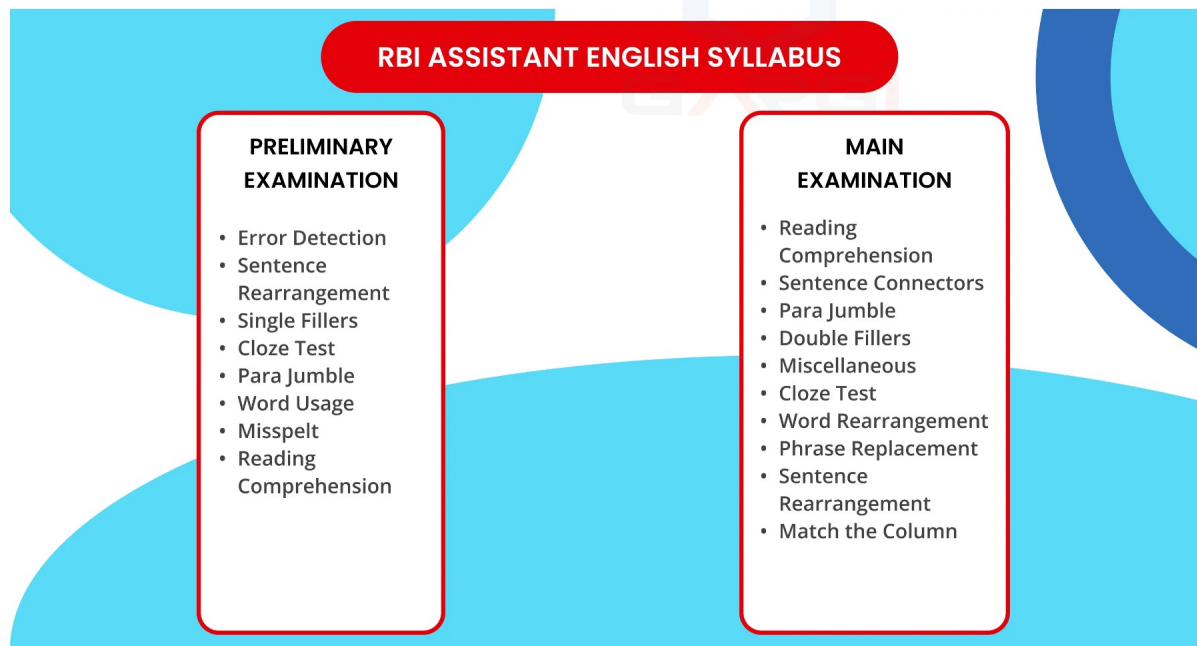 RBI ASSISTANT ENGLISH SYLLABUS
PRELIMINARY
EXAMINATION
• Error Detection
• Sentence
Rearrangement
• Single Fillers
• Cloze Test
• Para Jumble
• Word Usage
• Misspelt
• Reading
Comprehension
MAIN
EXAMINATION
• Reading
Comprehension
• Sentence Connectors
• Para Jumble
• Double Fillers
• Miscellaneous
• Cloze Test
• Word Rearrangement
• Phrase Replacement
• Sentence
Rearrangement
• Match the Column